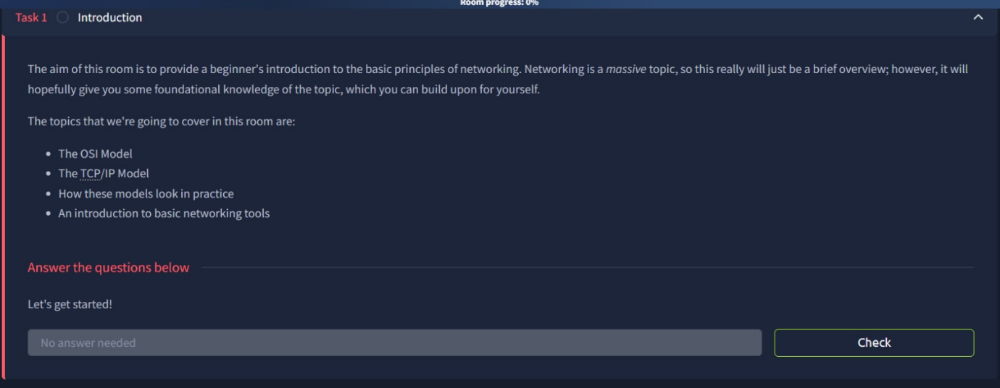 Room progress: 0%
Task 1 Introduction
The aim of this room is to provide a beginner's introduction to the basic principles of networking. Networking is a massive topic, so this really will just be a brief overview; however, it will
hopefully give you some foundational knowledge of the topic, which you can build upon for yourself.
The topics that we're going to cover in this room are:
• The OSI Model
• The TCP/IP Model
• How these models look in practice
• An introduction to basic networking tools
Answer the questions below
Let's get started!
No answer needed
Check